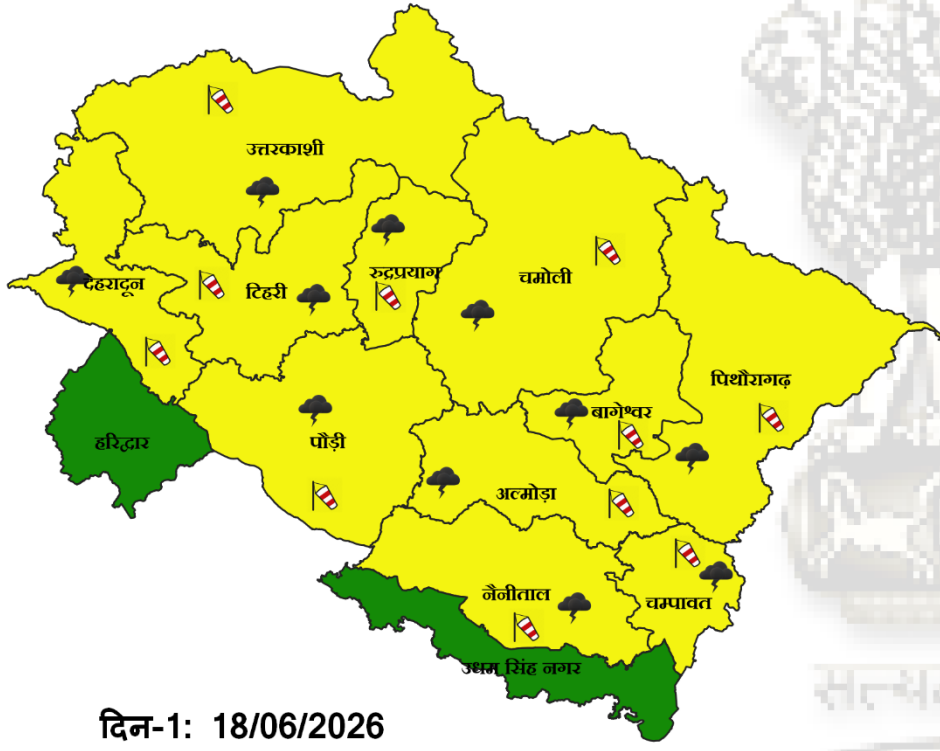 उत्तरकाशी
देहरादून
टिहरी
रुद्रप्रयाग
चमोली
पिथौरागढ़
हरिद्वार
पौड़ी
बागेश्वर
अल्मोड़ा
नैनीताल
चम्पावत
उधम सिंह नगर
दिन-1: 18/06/2026